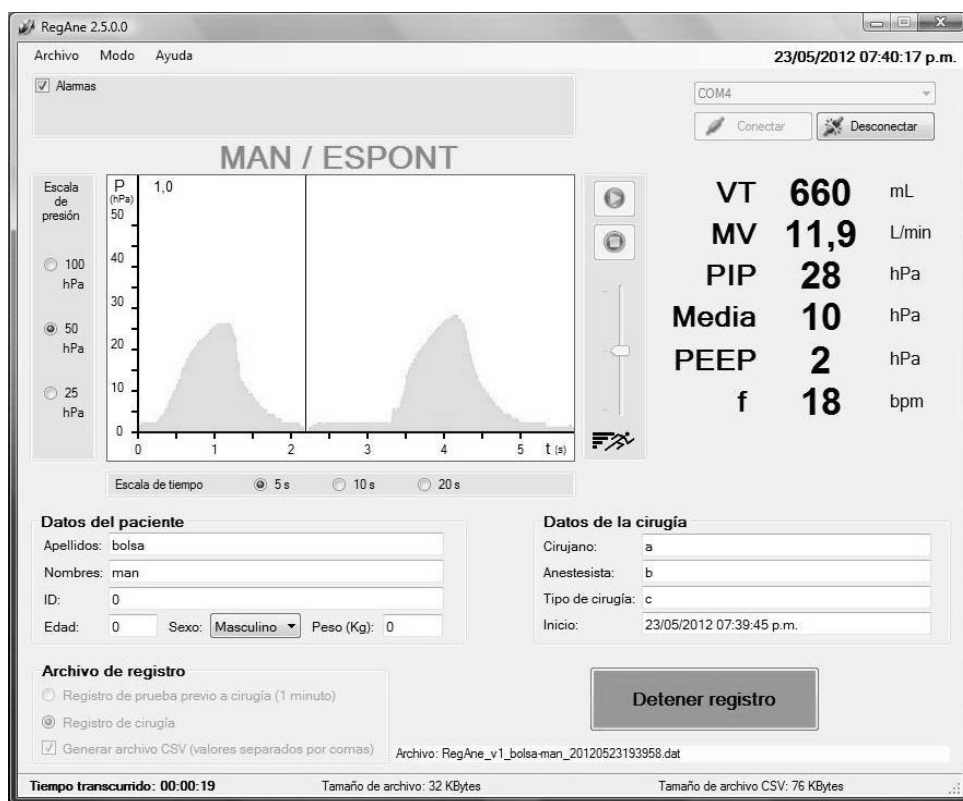 RegAne 2.5.0.0
Archivo Modo Ayuda
23/05/2012 07:40:17 p.m.
Alarmas
COM4
Conectar Desconectar
MAN / ESPONT
Escala de presión
100 hPa
50 hPa
25 hPa
P (hPa)
1,0
50
40
30
20
10
0
0 1 2 3 4 5 t (s)
VT 660 mL
MV 11,9 L/min
PIP 28 hPa
Media 10 hPa
PEEP 2 hPa
f 18 bpm
Escala de tiempo 5 s 10 s 20 s
Datos del paciente
Apellidos: bolsa
Nombres: man
ID: 0
Edad: 0 Sexo: Masculino Peso (Kg): 0
Datos de la cirugía
Cirujano: a
Anestesista: b
Tipo de cirugía: c
Inicio: 23/05/2012 07:39:45 p.m.
Archivo de registro
Registro de prueba previo a cirugía (1 minuto)
Registro de cirugía
Generar archivo CSV (valores separados por comas)
Detener registro
Archivo: RegAne_v1_bolsa-man_20120523193958.dat
Tiempo transcurrido: 00:00:19 Tamaño de archivo: 32 KBytes Tamaño de archivo CSV: 76 KBytes